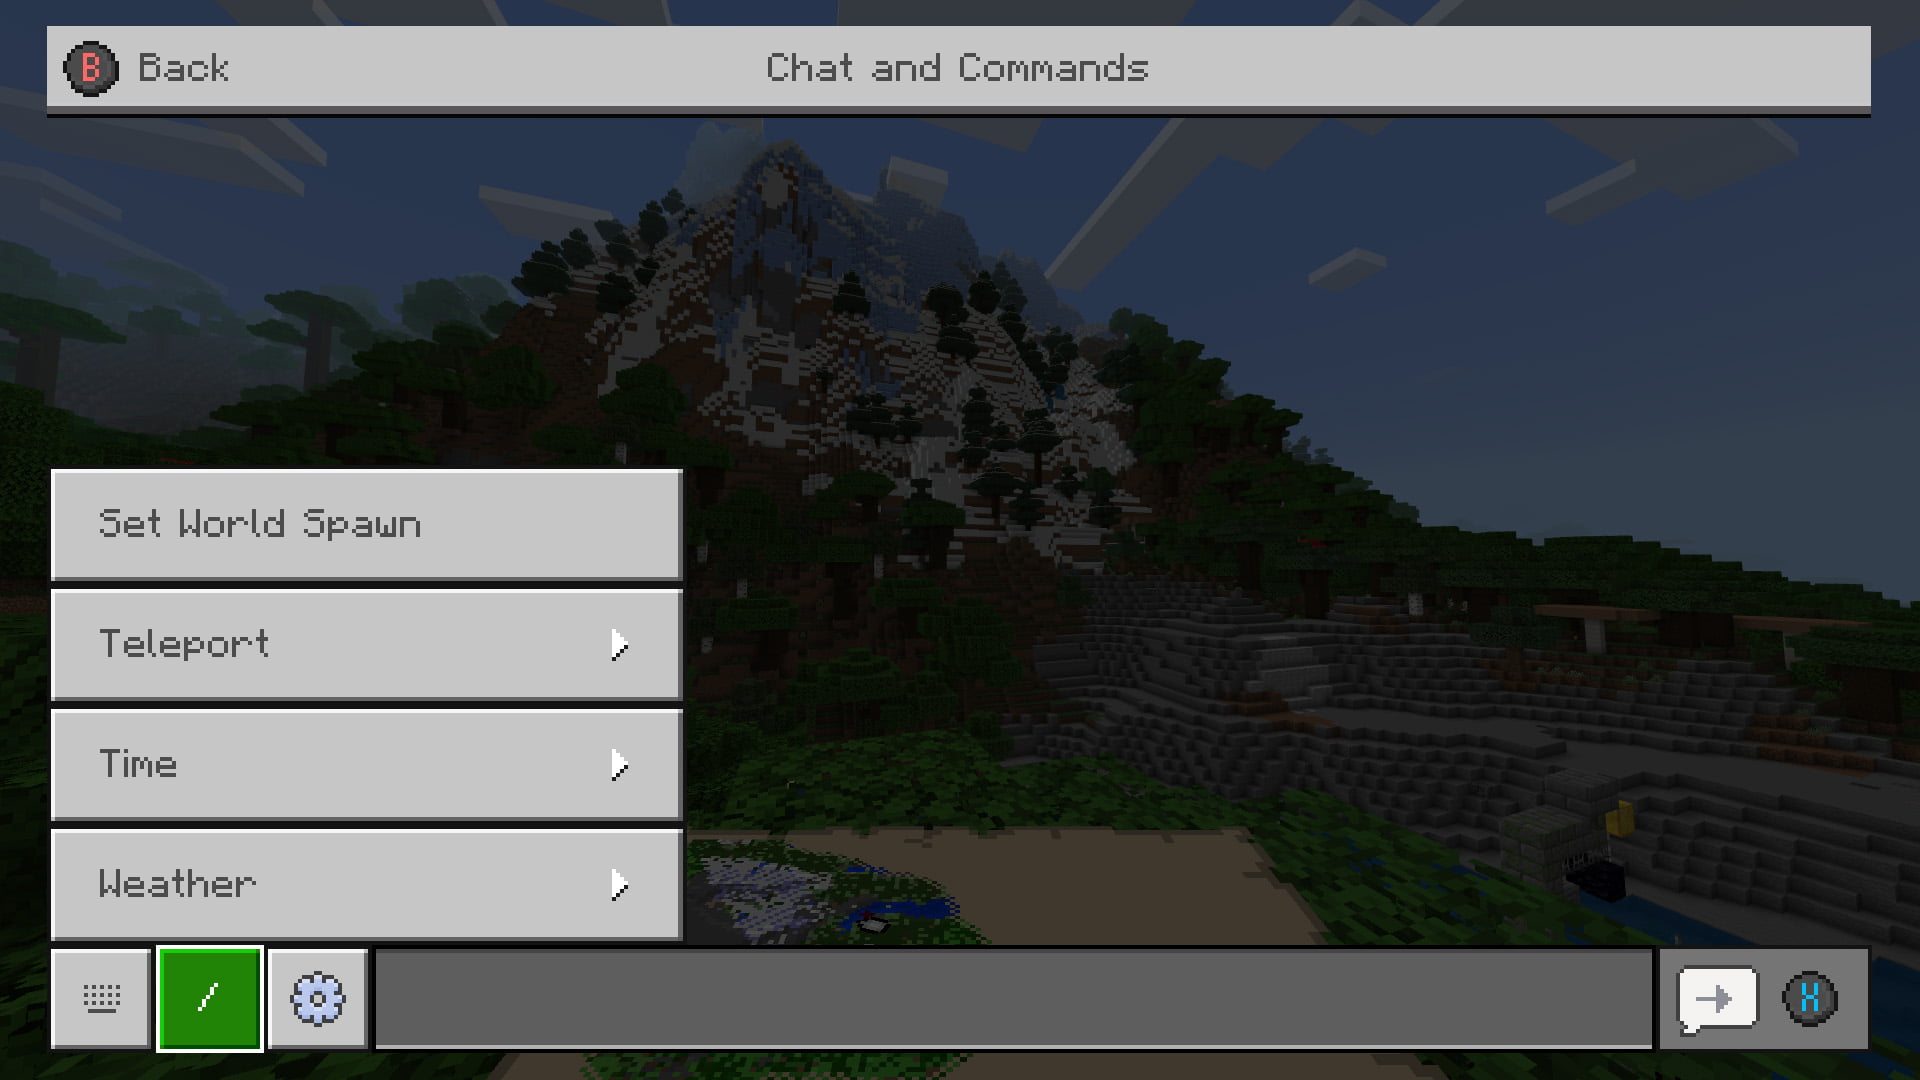 B Back
Chat and Commands
Set World Spawn
Teleport
Time
Weather
/
X